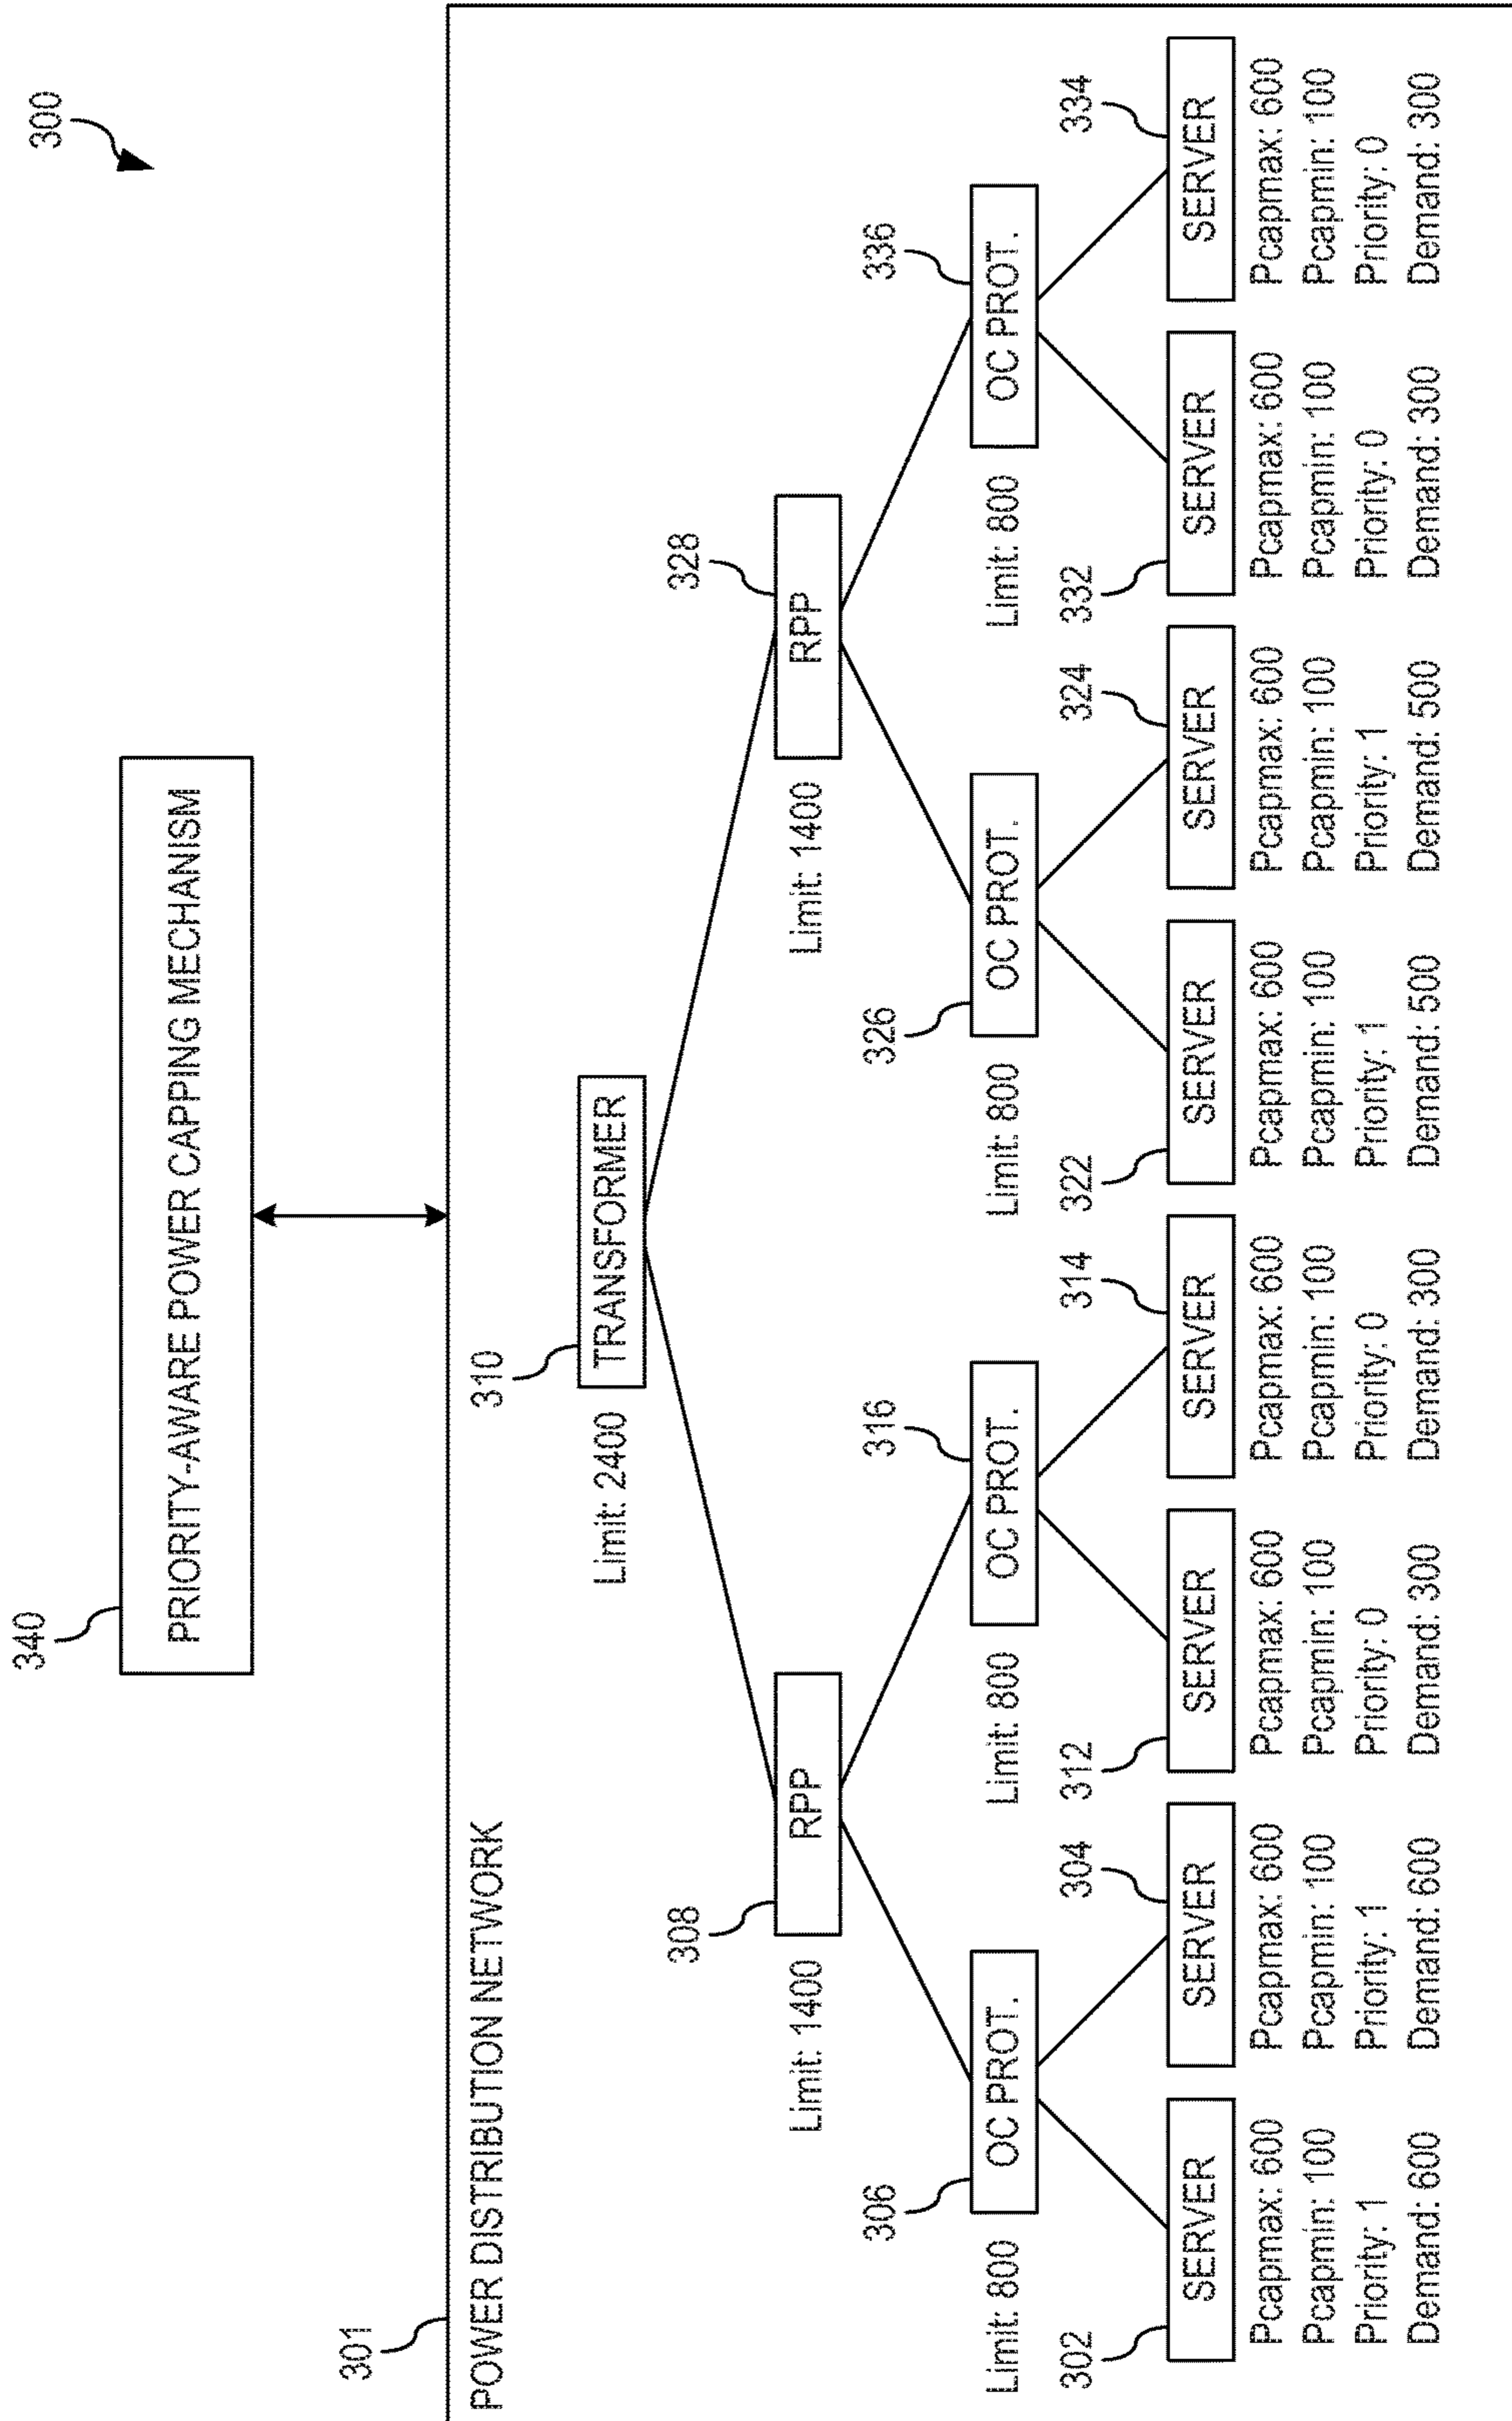 300
340
PRIORITY-AWARE POWER CAPPING MECHANISM
301
POWER DISTRIBUTION NETWORK
310
TRANSFORMER
Limit: 2400
308
RPP
Limit: 1400
328
RPP
Limit: 1400
306
OC PROT.
Limit: 800
316
OC PROT.
Limit: 800
326
OC PROT.
Limit: 800
336
OC PROT.
Limit: 800
302
SERVER
Pcapmax: 600
Pcapmin: 100
Priority: 1
Demand: 600
304
SERVER
Pcapmax: 600
Pcapmin: 100
Priority: 1
Demand: 600
312
SERVER
Pcapmax: 600
Pcapmin: 100
Priority: 0
Demand: 300
314
SERVER
Pcapmax: 600
Pcapmin: 100
Priority: 0
Demand: 300
322
SERVER
Pcapmax: 600
Pcapmin: 100
Priority: 1
Demand: 500
324
SERVER
Pcapmax: 600
Pcapmin: 100
Priority: 1
Demand: 500
332
SERVER
Pcapmax: 600
Pcapmin: 100
Priority: 0
Demand: 300
334
SERVER
Pcapmax: 600
Pcapmin: 100
Priority: 0
Demand: 300